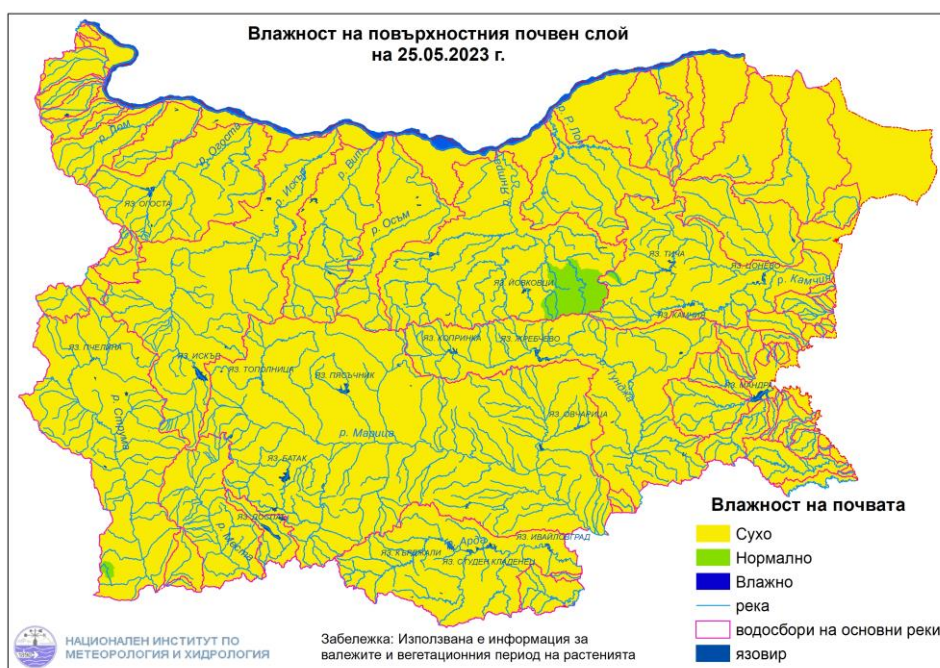 Влажност на повърхностния почвен слой
на 25.05.2023 г.
р. Лом
р. Огоста
р. Искър
р. Вит
р. Осъм
р. Янтра
р. Р Лом
ЯЗ. ОГОСТА
ЯЗ. ЙОВКОВЦИ
ЯЗ. ТИЧА
ЯЗ. ЦОНЕВО
р. Камчия
ЯЗ. КАМЧИЯ
ЯЗ. ПЧЕЛИНА
ЯЗ. ИСКЪР
ЯЗ. ТОПОЛНИЦА
ЯЗ. ПЯСЪЧНИК
ЯЗ. КОПРИНКА
ЯЗ. ЖРЕБЧЕВО
р. Тунджа
ЯЗ. МАНДРА
р. Струма
р. Марица
ЯЗ. ОВЧАРИЦА
ЯЗ. БАТАК
ЯЗ. ДОСПАТ
р. Места
р. Арда
ЯЗ. ИВАЙЛОВГРАД
ЯЗ. КЪРДЖАЛИ
ЯЗ. СТУДЕН КЛАДЕНЕЦ
Влажност на почвата
Сухо
Нормално
Влажно
река
водосбори на основни реки
язовир
НАЦИОНАЛЕН ИНСТИТУТ ПО
МЕТЕОРОЛОГИЯ И ХИДРОЛОГИЯ
Забележка: Използвана е информация за
валежите и вегетационния период на растенията